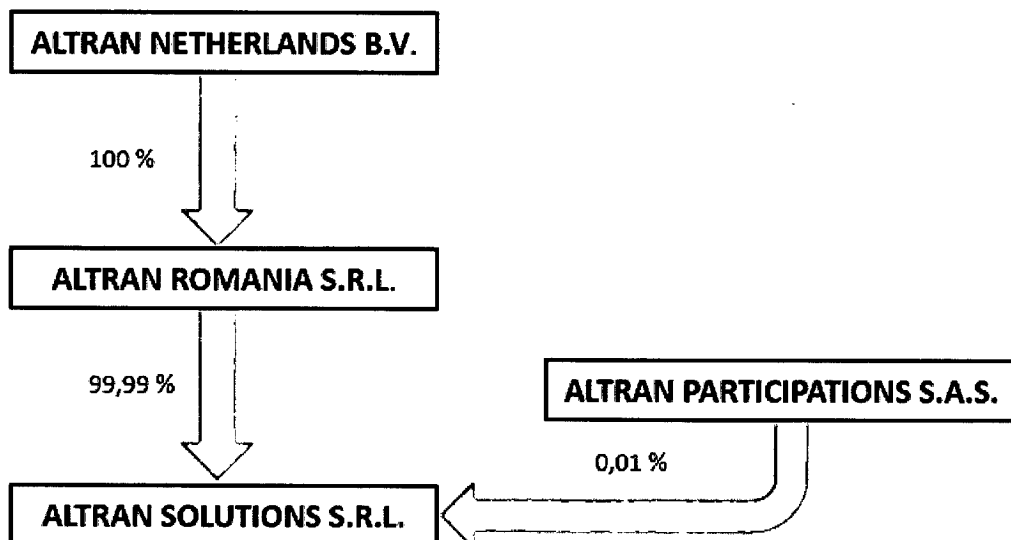 ALTRAN NETHERLANDS B.V.
100 %
ALTRAN ROMANIA S.R.L.
99,99 %
ALTRAN PARTICIPATIONS S.A.S.
0,01 %
ALTRAN SOLUTIONS S.R.L.